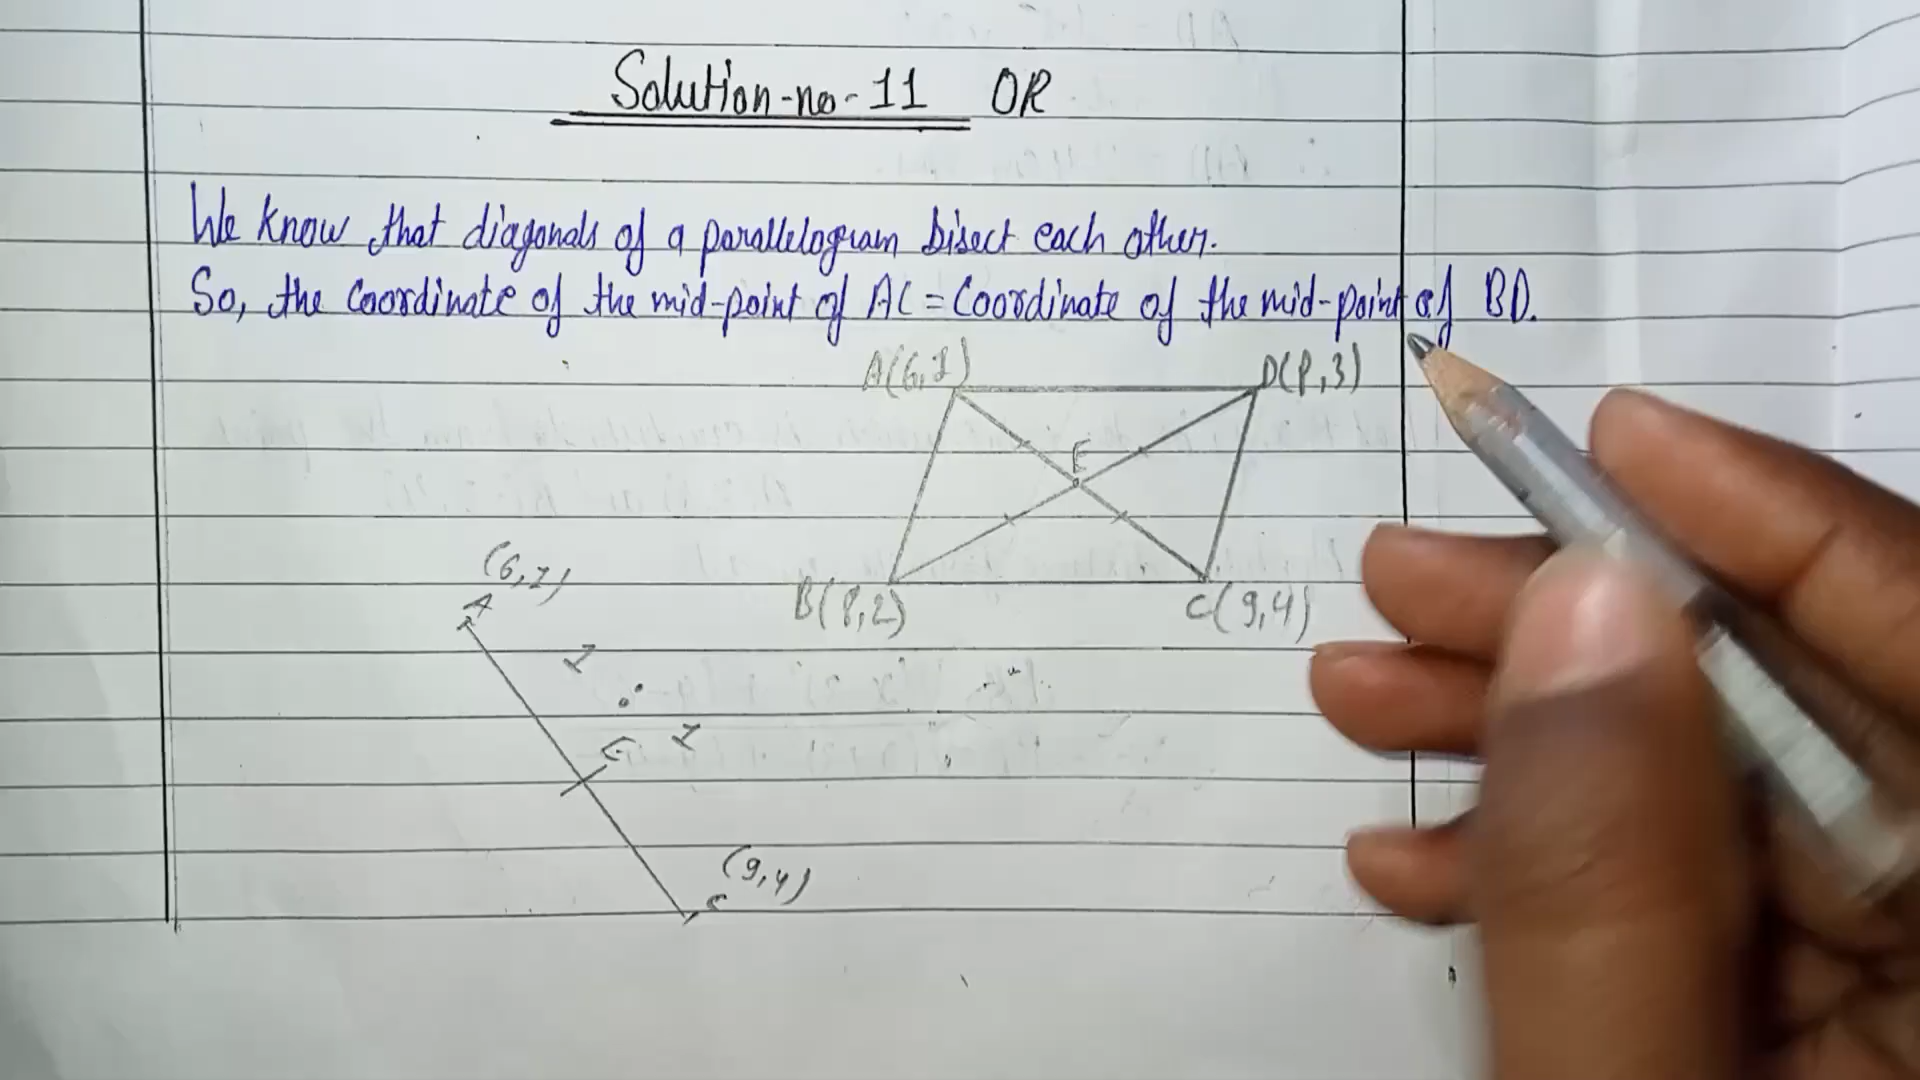 Solution-no-11 OR
We know that diagonals of a parallelogram bisect each other.
So, the Coordinate of the mid-point of AC = Coordinate of the mid-point of BD.
A(6,1) D(P,3)
E
B(8,2) C(9,4)
(6,1)
A
1
:
E 1
(9,4)
C